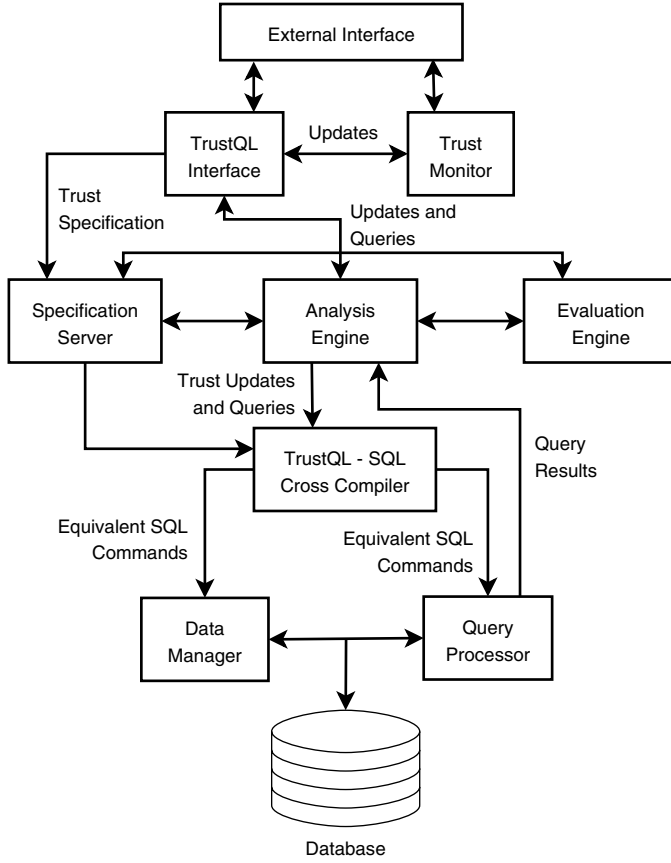 External Interface
TrustQL
Interface
Updates
Trust
Monitor
Trust
Specification
Updates and
Queries
Specification
Server
Analysis
Engine
Evaluation
Engine
Trust Updates
and Queries
TrustQL - SQL
Cross Compiler
Query
Results
Equivalent SQL
Commands
Equivalent SQL
Commands
Data
Manager
Query
Processor
Database